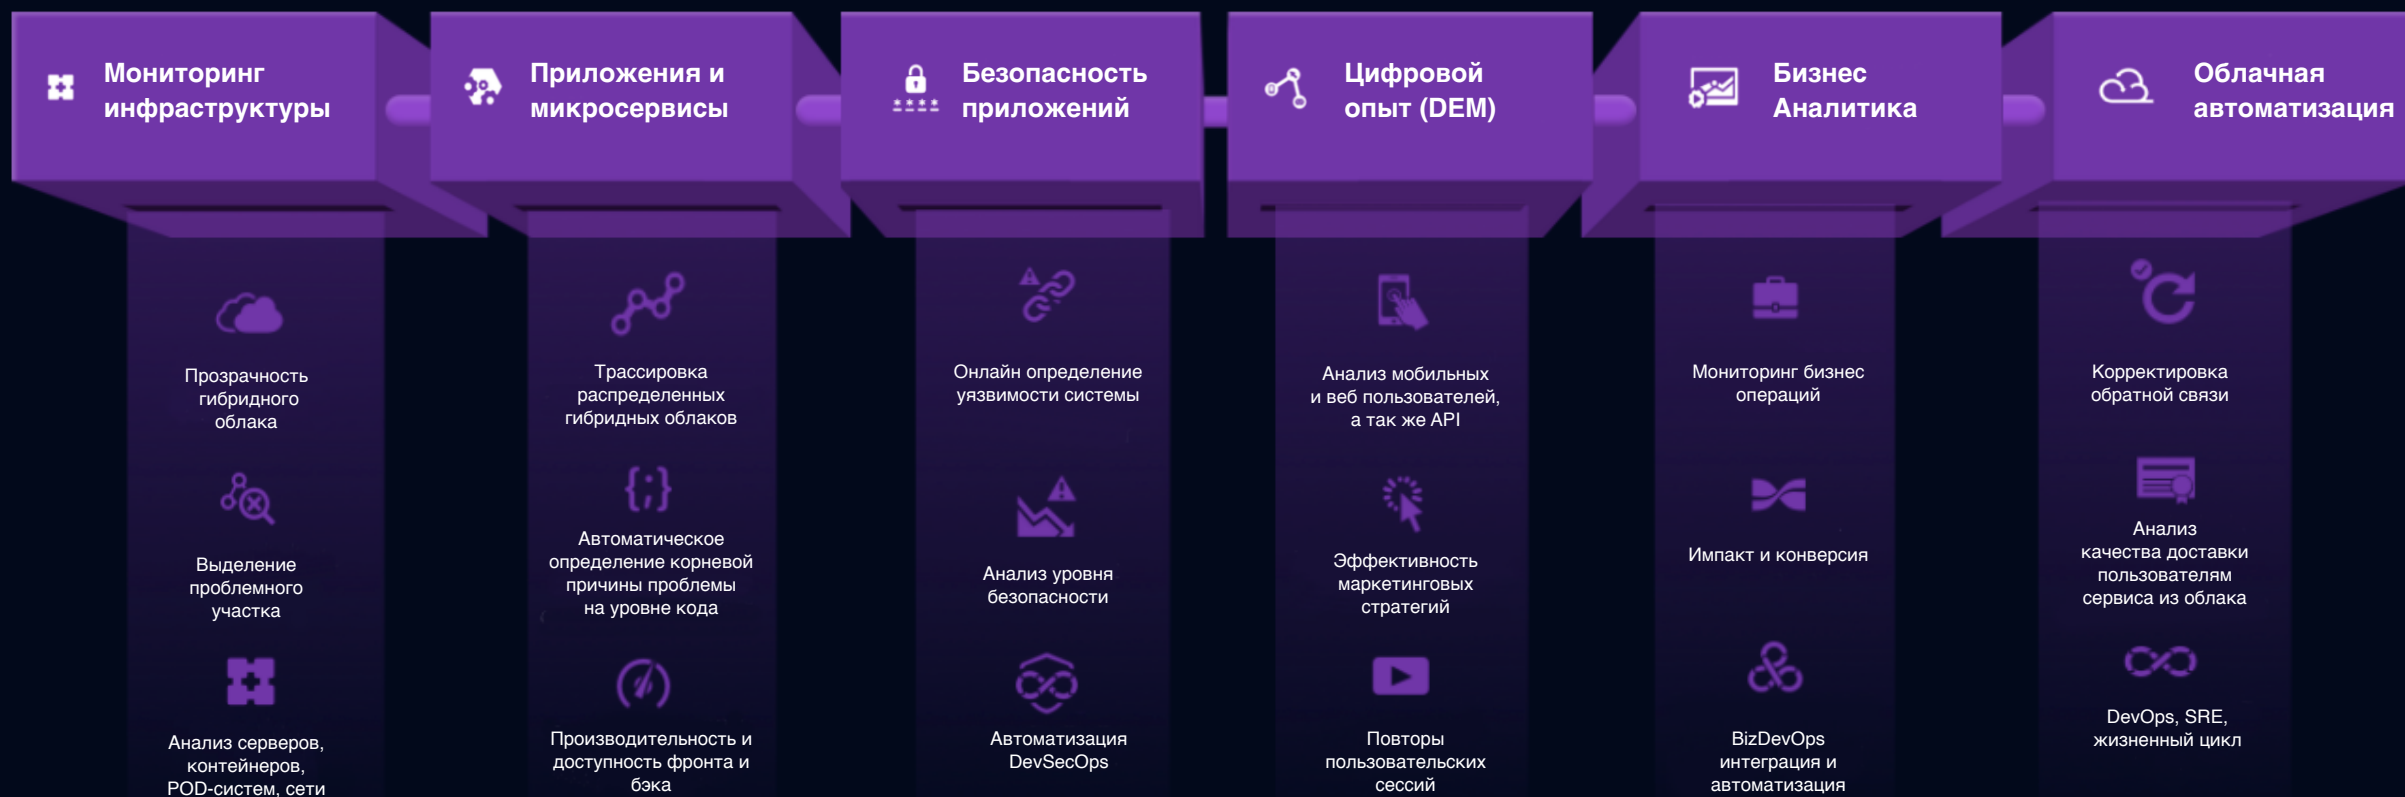 Мониторинг
инфраструктуры
Прозрачность
гибридного
облака
Выделение
проблемного
участка
Анализ серверов,
контейнеров,
POD-систем, сети
Приложения и
микросервисы
Трассировка
распределенных
гибридных облаков
{;}
Автоматическое
определение корневой
причины проблемы
на уровне кода
Производительность и
доступность фронта и
бэка
Безопасность
приложений
Онлайн определение
уязвимости системы
Анализ уровня
безопасности
Автоматизация
DevSecOps
Цифровой
опыт (DEM)
Анализ мобильных
и веб пользователей,
а так же API
Эффективность
маркетинговых
стратегий
Повторы
пользовательских
сессий
Бизнес
Аналитика
Мониторинг бизнес
операций
Импакт и конверсия
BizDevOps
интеграция и
автоматизация
Облачная
автоматизация
Корректировка
обратной связи
Анализ
качества доставки
пользователям
сервиса из облака
DevOps, SRE,
жизненный цикл